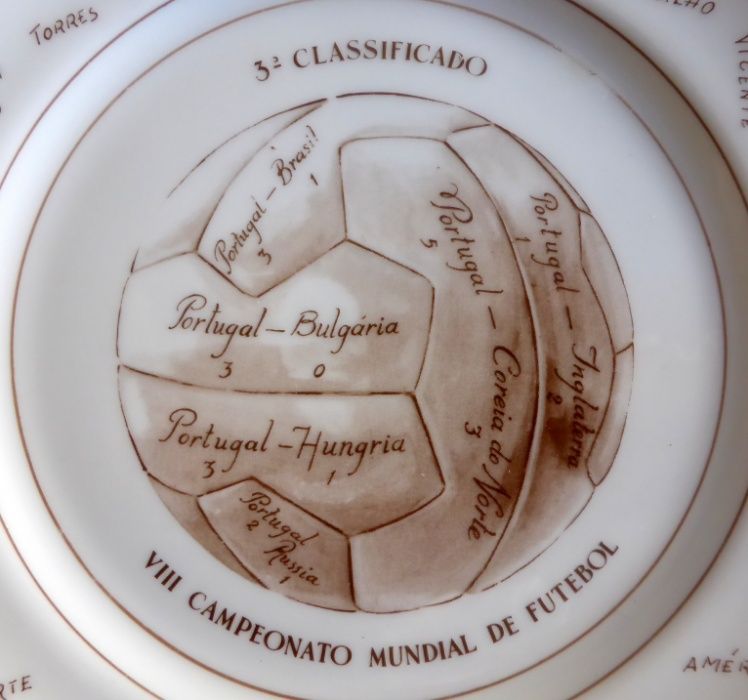 TORRES
VICENTE
3º CLASSIFICADO
Portugal – Brasil
3 1
Portugal – Bulgária
3 0
Portugal – Hungria
3 1
Portugal
2
Russia
1
Portugal – Coreia do Norte
5 3
Portugal – Inglaterra
1 2
VIII CAMPEONATO MUNDIAL DE FUTEBOL